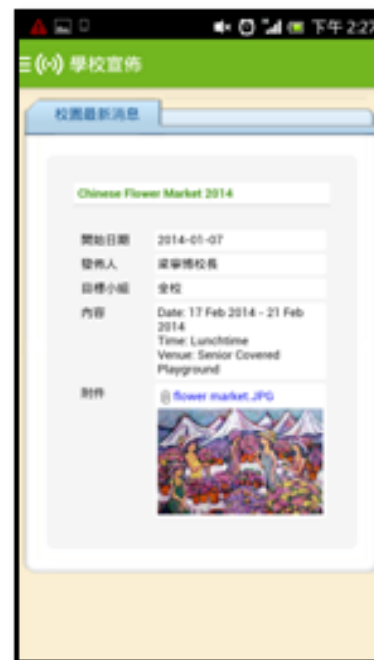 下午 2:27
學校宣佈
校園最新消息
Chinese Flower Market 2014
開始日期 2014-01-07
發佈人 梁寧博校長
目標小組 全校
內容 Date: 17 Feb 2014 - 21 Feb
2014
Time: Lunchtime
Venue: Senior Covered
Playground
附件 flower market.JPG